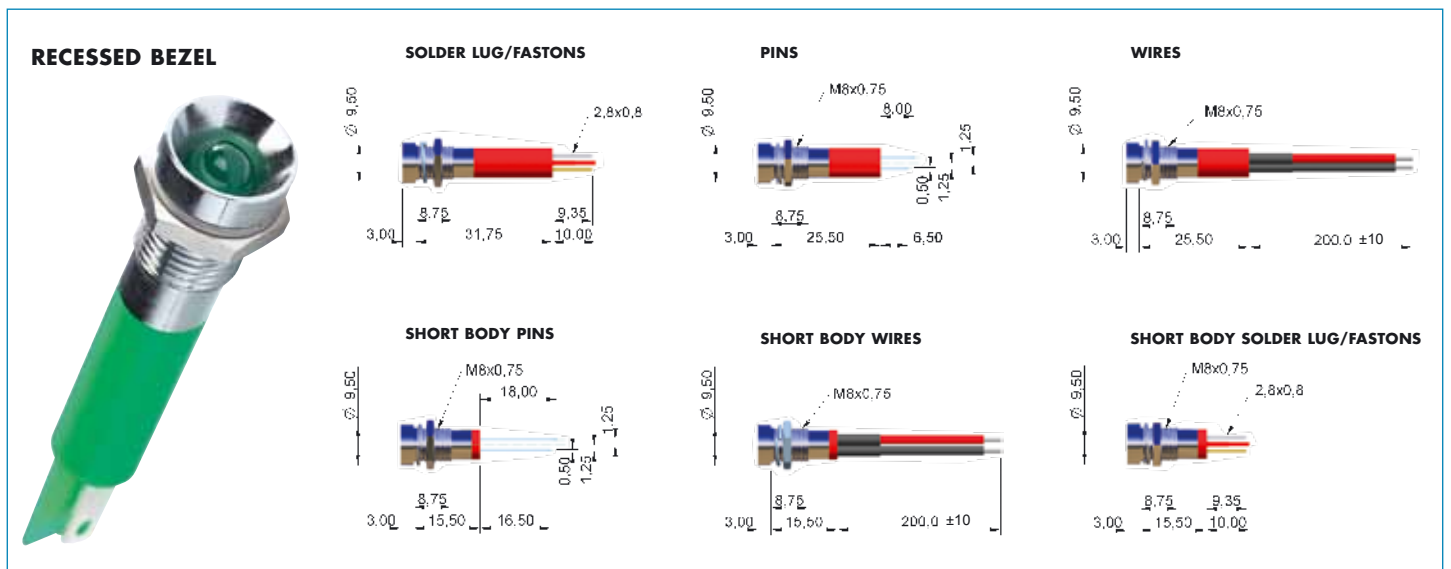 RECESSED BEZEL
SOLDER LUG/FASTONS
Ø 9,50
2,8x0,8
8,75
9,35
3,00
31,75
10,00
PINS
Ø 9,50
M8x0,75
8,00
1,25
0,50
1,25
8,75
3,00
25,50
6,50
WIRES
Ø 9,50
M8x0,75
8,75
3,00
25,50
200,0 ±10
SHORT BODY PINS
Ø 9,50
M8x0,75
18,00
1,25
0,50
1,25
8,75
3,00
15,50
16,50
SHORT BODY WIRES
Ø 9,50
M8x0,75
8,75
3,00
15,50
200,0 ±10
SHORT BODY SOLDER LUG/FASTONS
Ø 9,50
M8x0,75
2,8x0,8
8,75
9,35
3,00
15,50
10,00